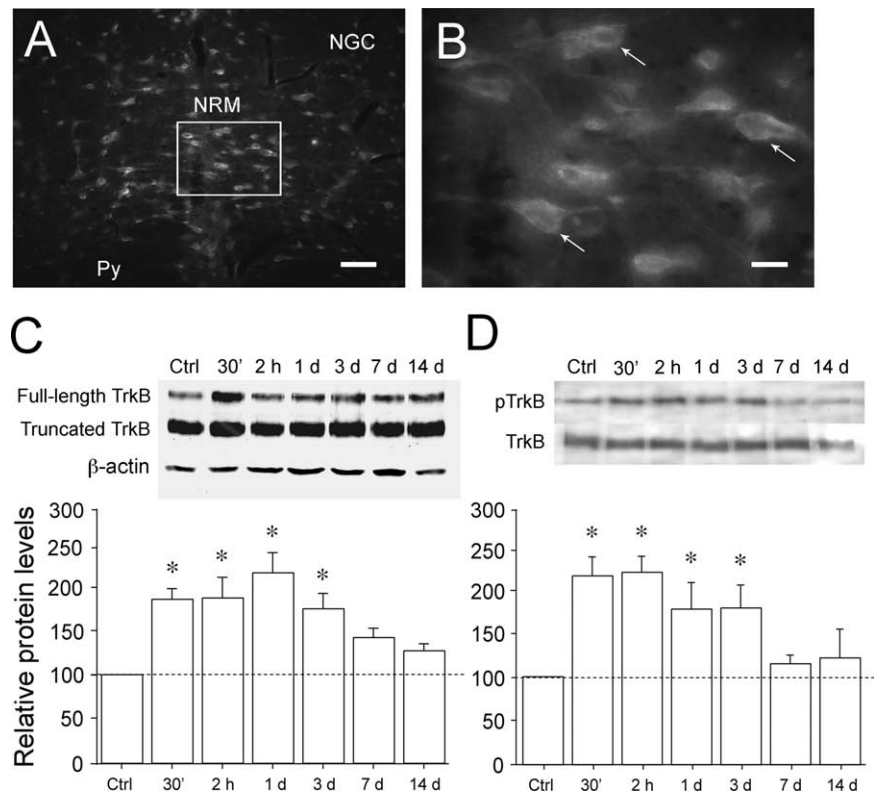 A
NGC
NRM
Py
B
C
Ctrl 30’ 2 h 1 d 3 d 7 d 14 d
Full-length TrkB
Truncated TrkB
β-actin
Relative protein levels
300
250
200
150
100
50
0
* * * *
Ctrl 30’ 2 h 1 d 3 d 7 d 14 d
D
Ctrl 30’ 2 h 1 d 3 d 7 d 14 d
pTrkB
TrkB
300
250
200
150
100
50
0
* * * *
Ctrl 30’ 2 h 1 d 3 d 7 d 14 d